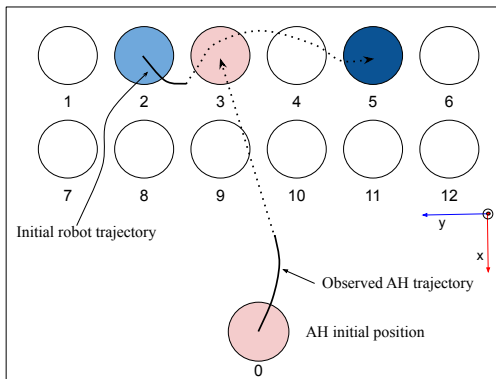 1 2 3 4 5 6
7 8 9 10 11 12
Initial robot trajectory
y
x
Observed AH trajectory
AH initial position
0